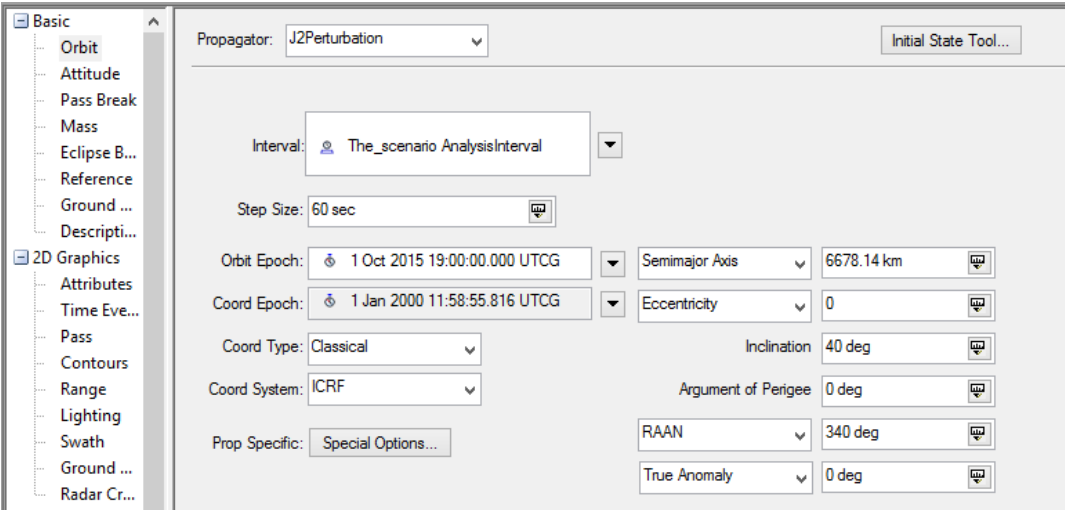 Basic
Orbit
Attitude
Pass Break
Mass
Eclipse B...
Reference
Ground ...
Descripti...
2D Graphics
Attributes
Time Eve...
Pass
Contours
Range
Lighting
Swath
Ground ...
Radar Cr...
Propagator: J2Perturbation
Initial State Tool...
Interval: The_scenario AnalysisInterval
Step Size: 60 sec
Orbit Epoch: 1 Oct 2015 19:00:00.000 UTCG
Semimajor Axis 6678.14 km
Coord Epoch: 1 Jan 2000 11:58:55.816 UTCG
Eccentricity 0
Coord Type: Classical
Inclination 40 deg
Coord System: ICRF
Argument of Perigee 0 deg
Prop Specific: Special Options...
RAAN 340 deg
True Anomaly 0 deg